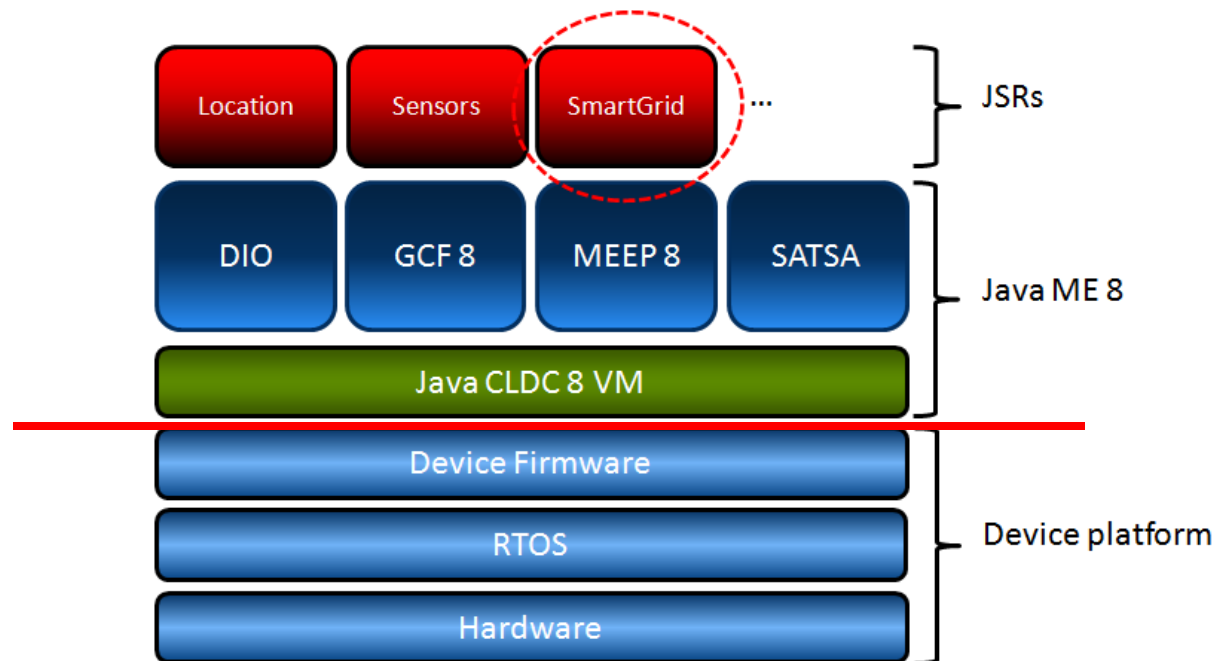 Location Sensors SmartGrid ... JSRs
DIO GCF 8 MEEP 8 SATSA
Java ME 8
Java CLDC 8 VM
Device Firmware
RTOS Device platform
Hardware